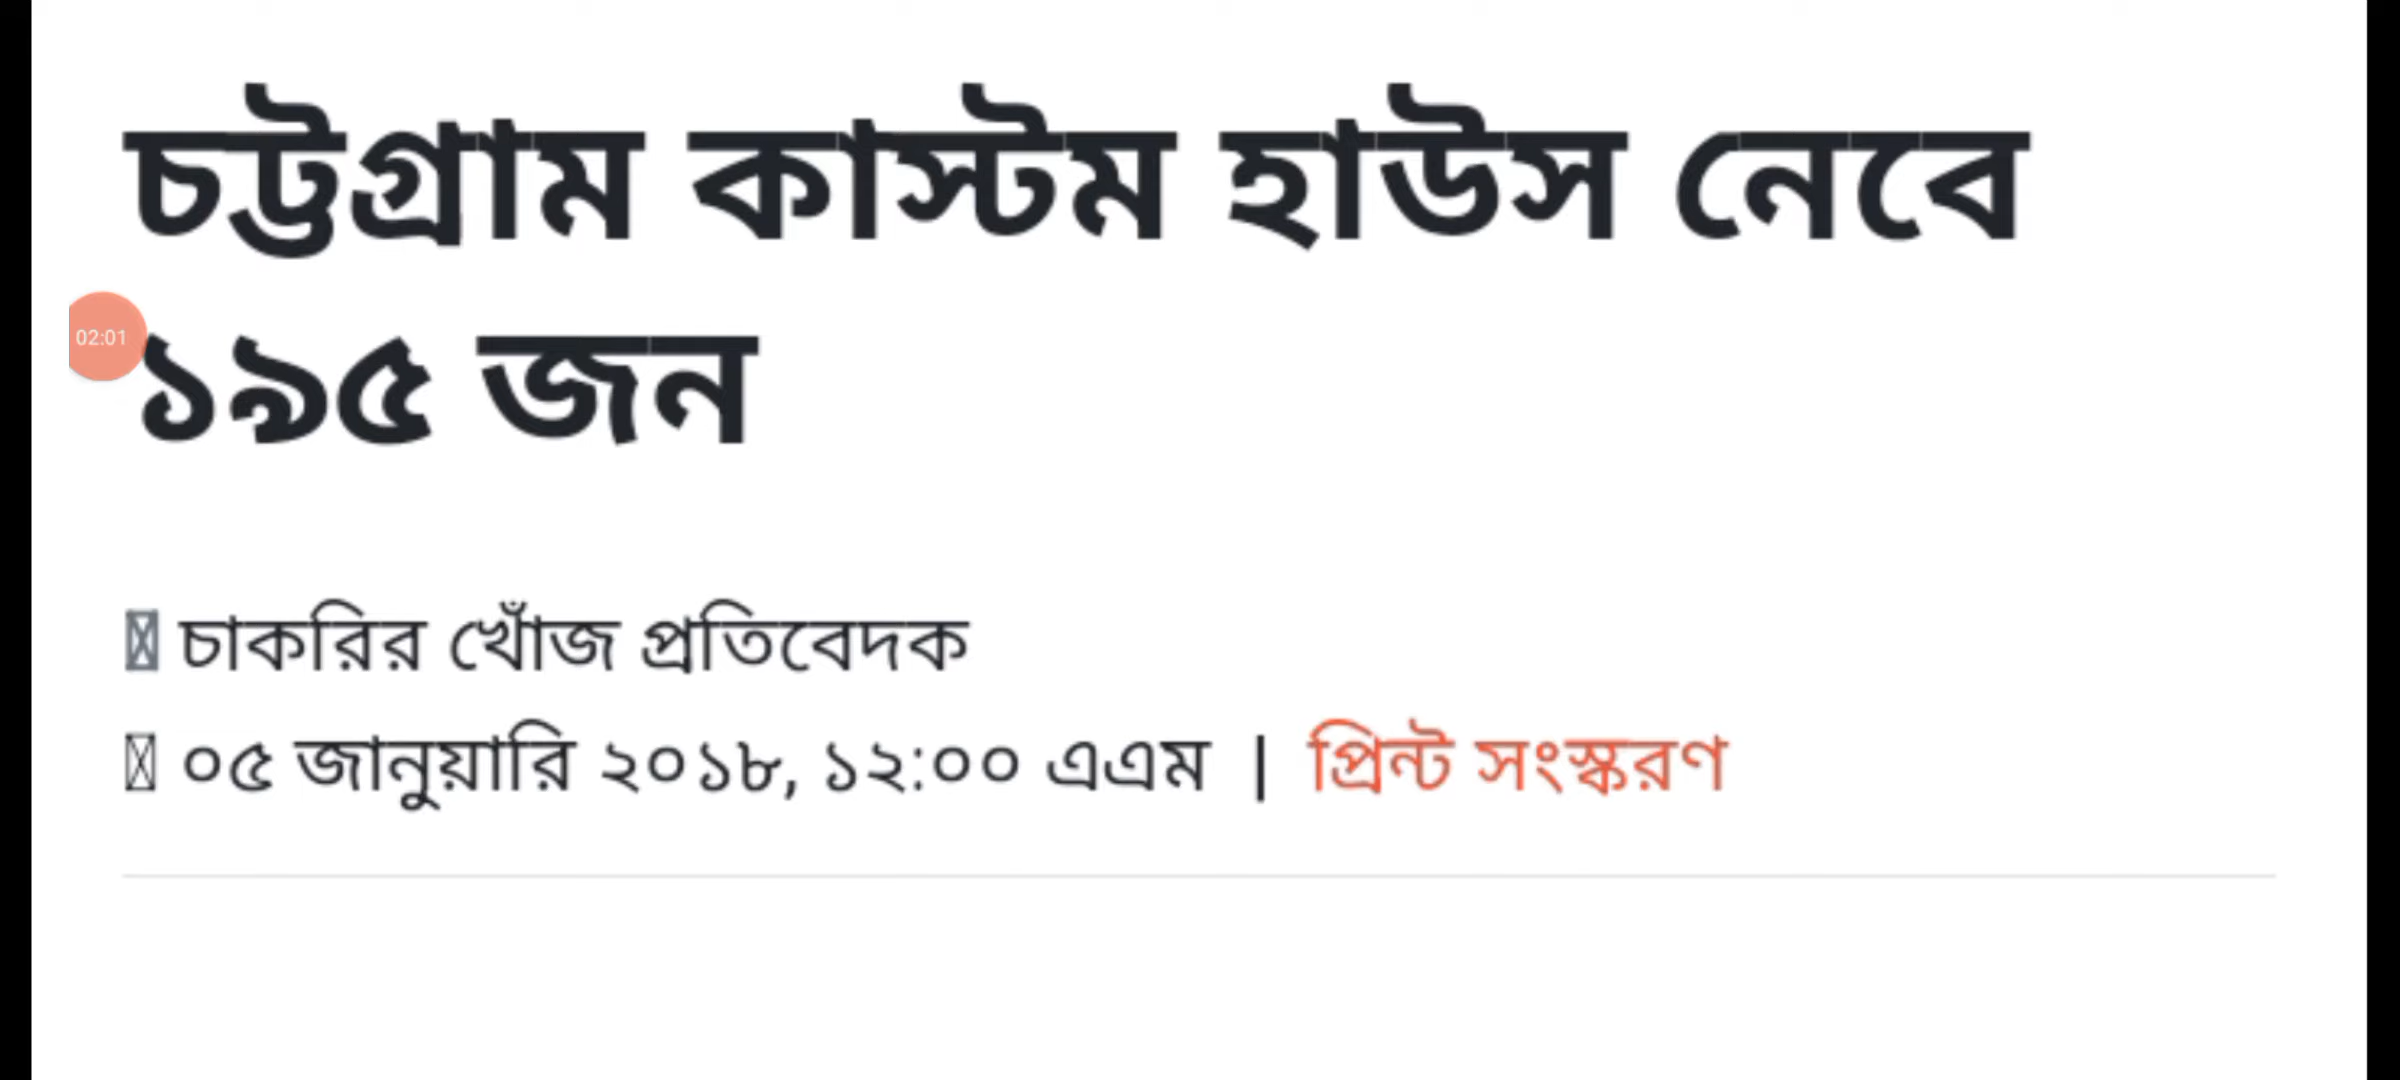 চট্টগ্রাম কাস্টম হাউস নেবে
02:01
১৯৫ জন
চাকরির খোঁজ প্রতিবেদক
০৫ জানুয়ারি ২০১৮, ১২:০০ এএম | প্রিন্ট সংস্করণ